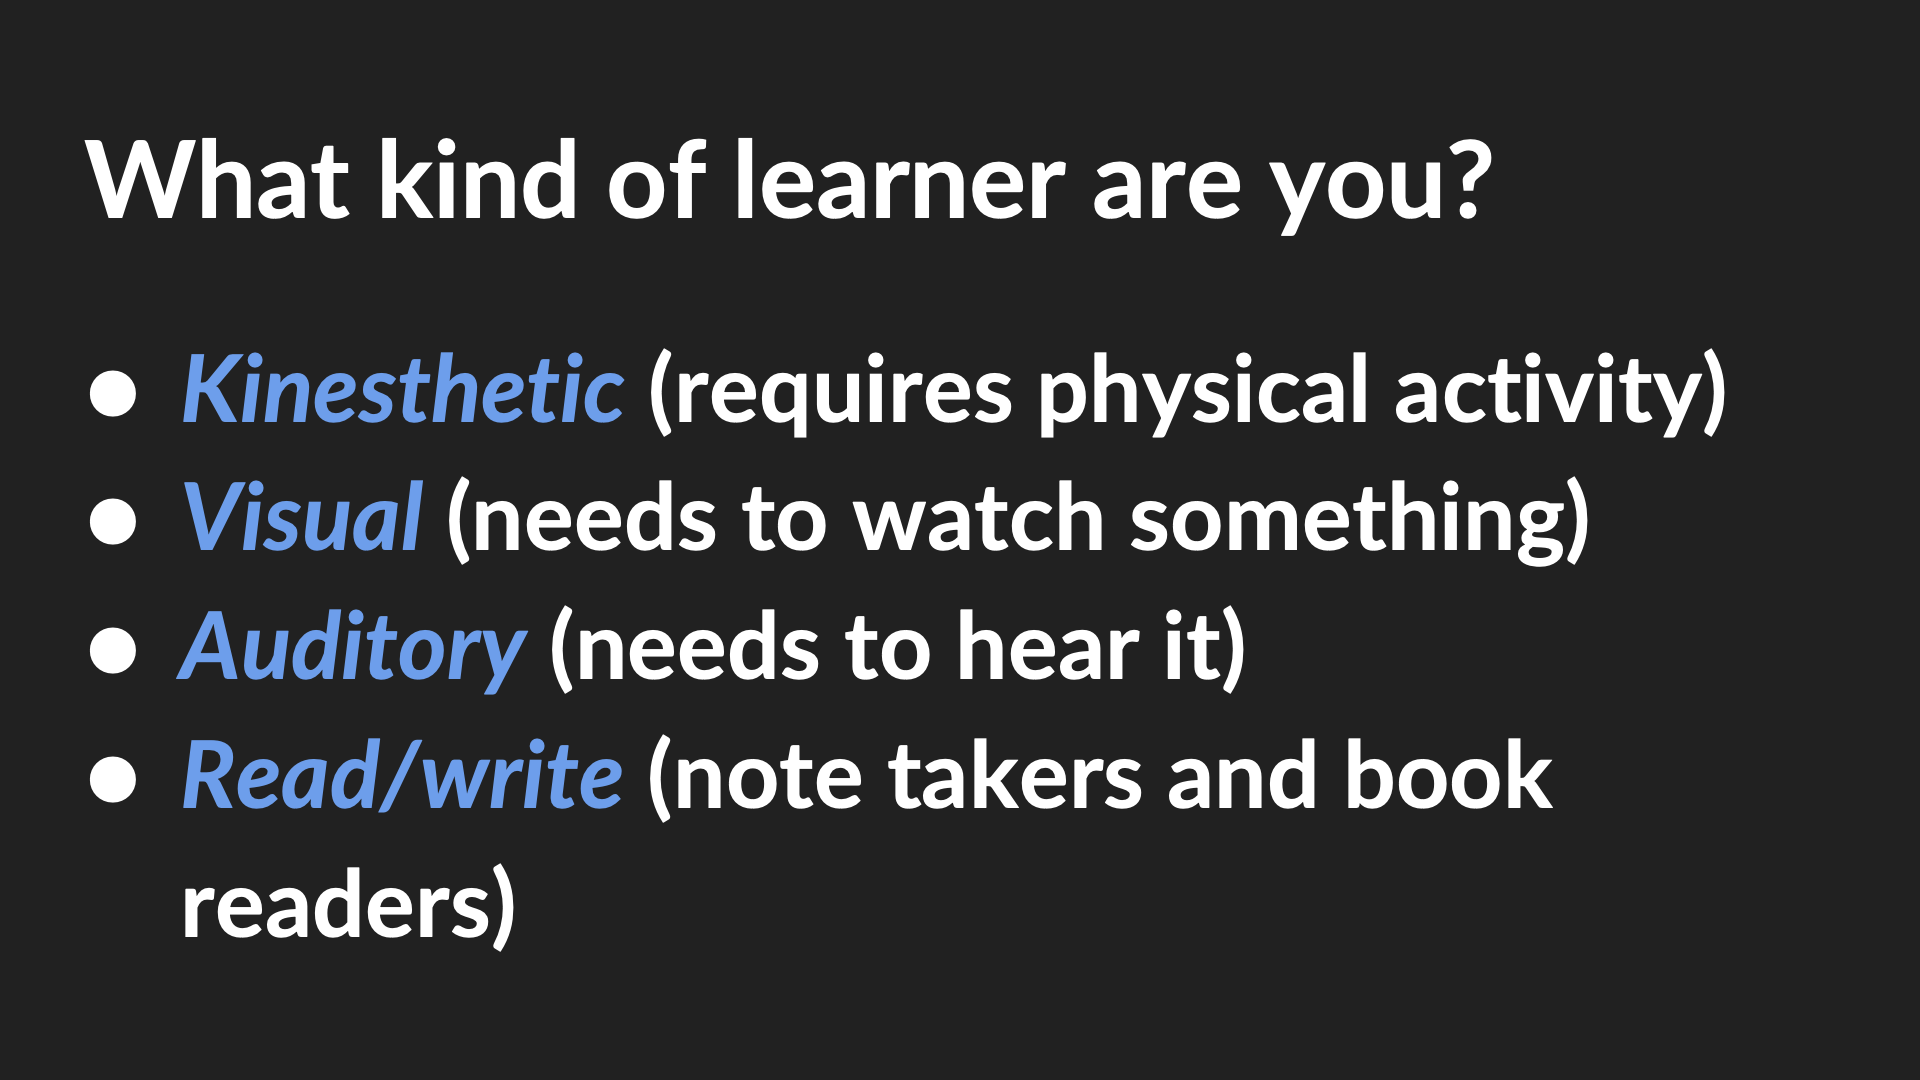 What kind of learner are you?
● Kinesthetic (requires physical activity)
● Visual (needs to watch something)
● Auditory (needs to hear it)
● Read/write (note takers and book
readers)